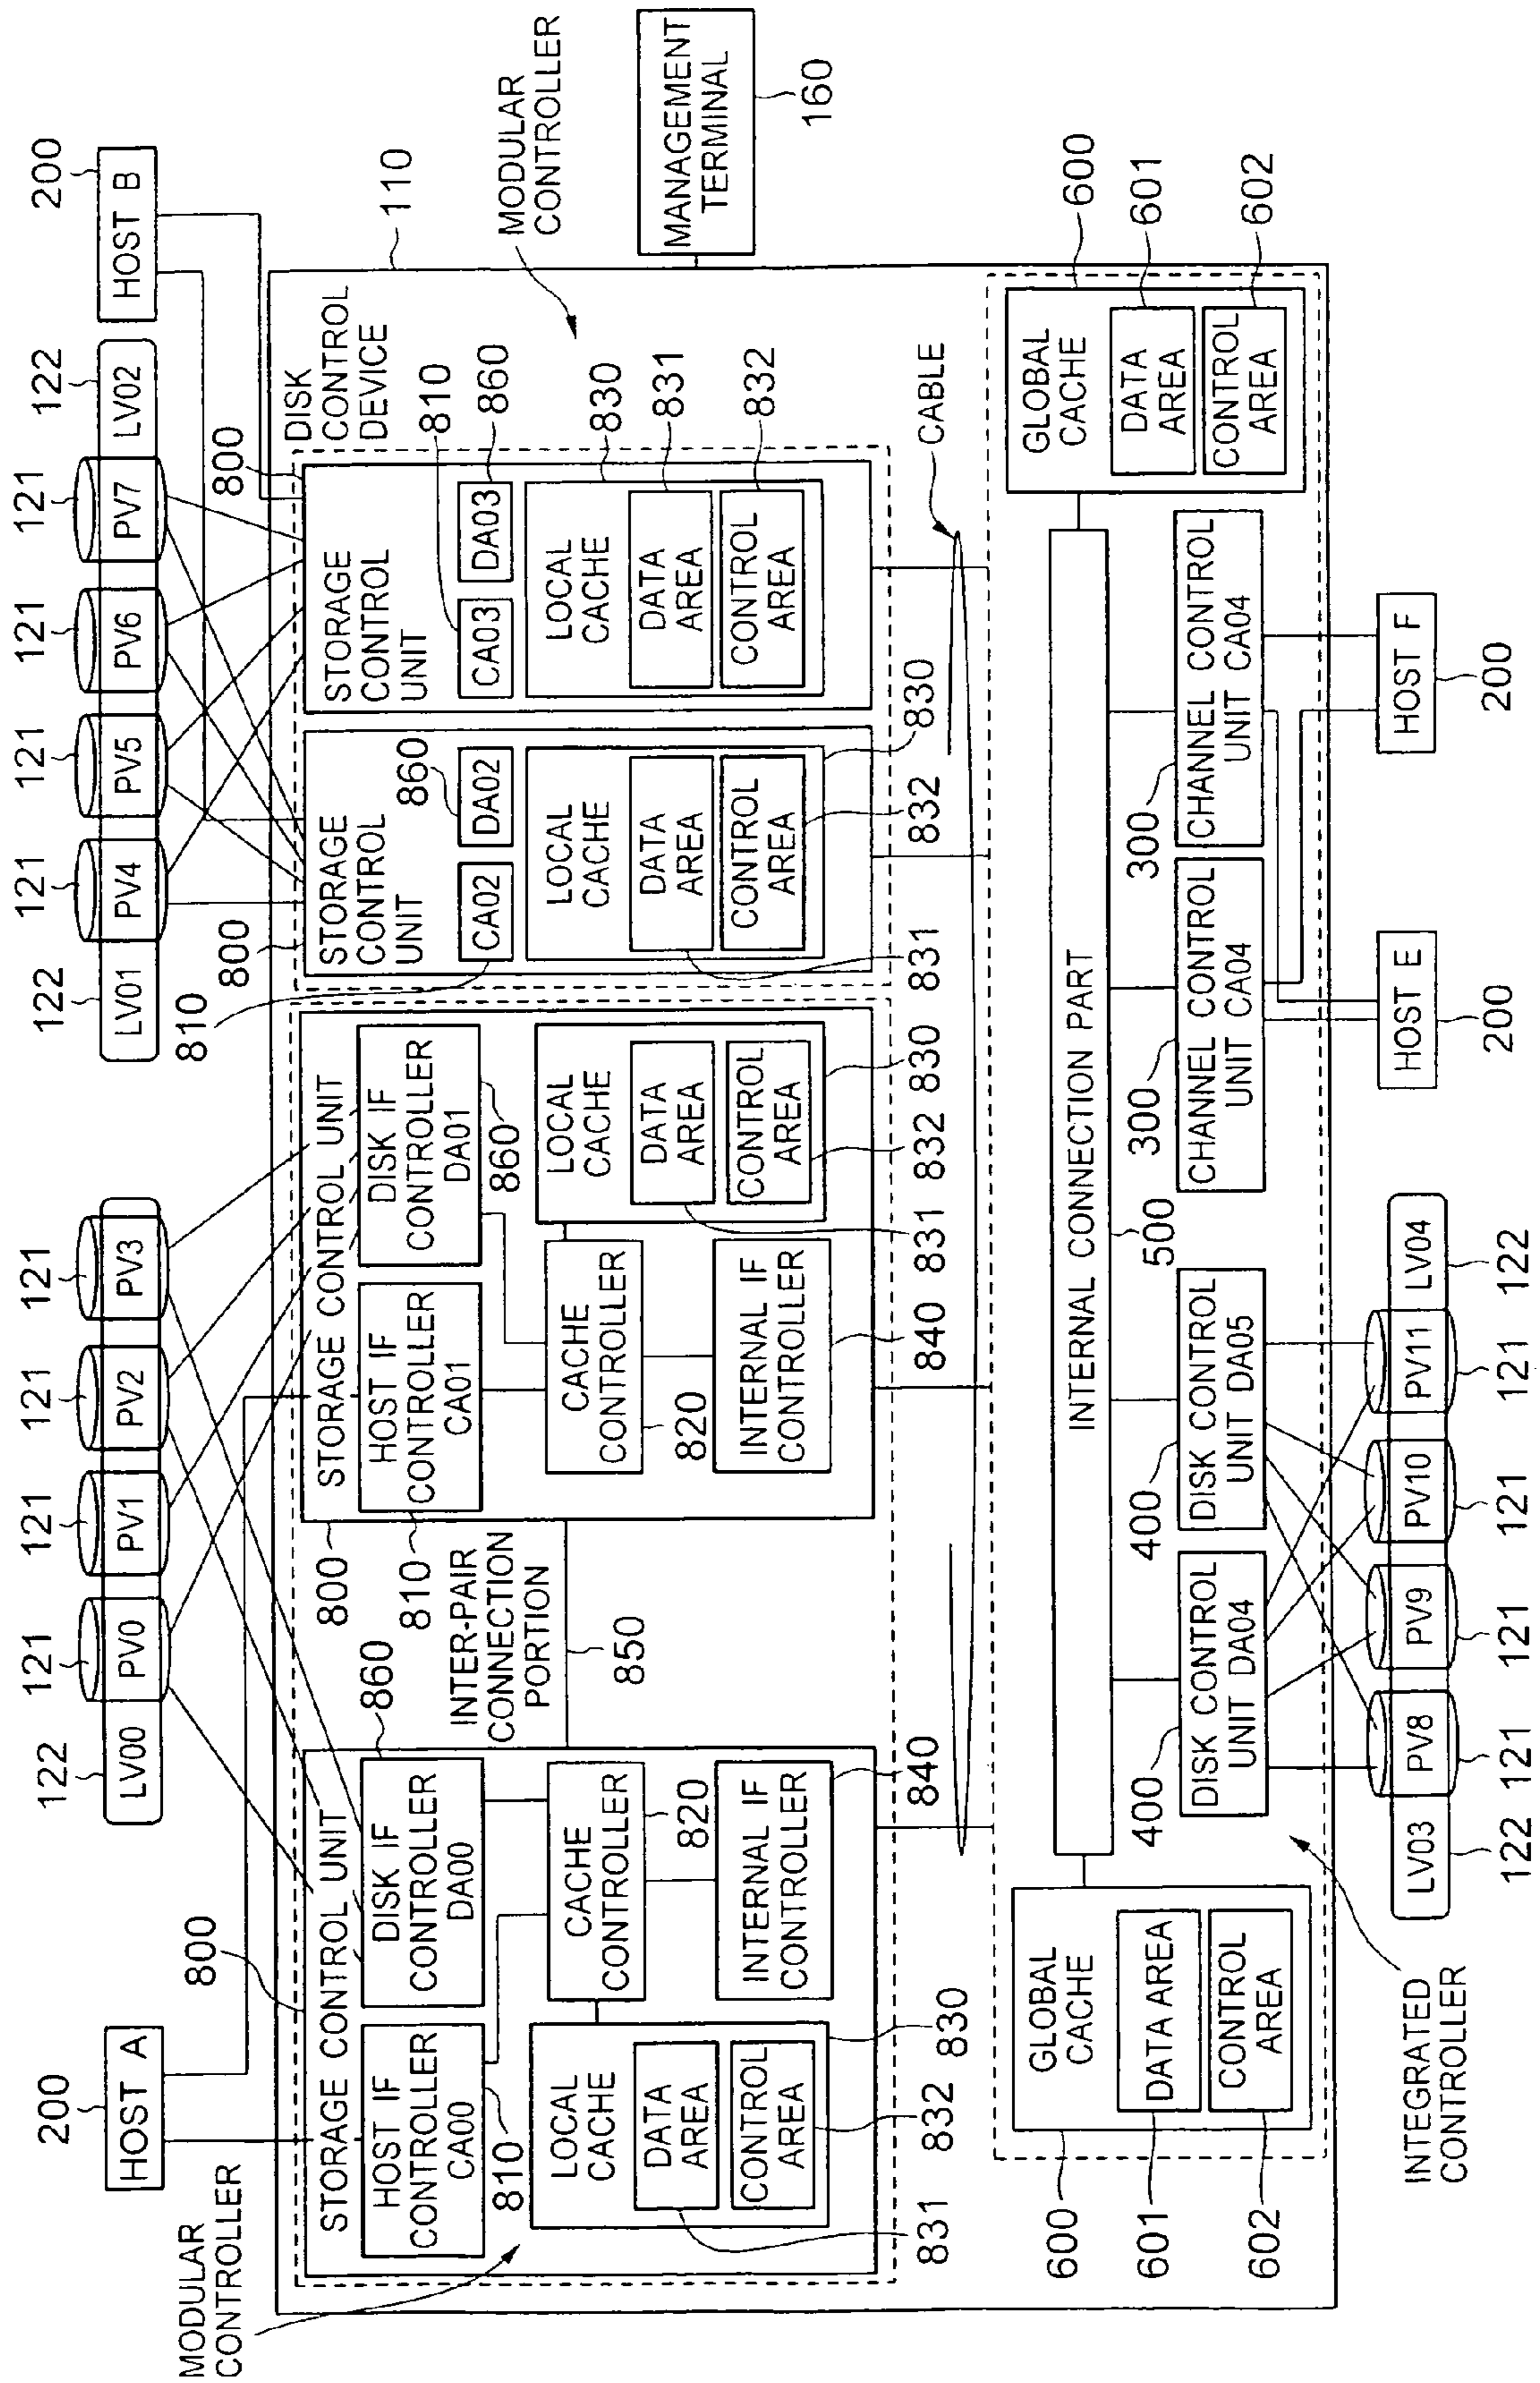 200
HOST A
122
LV00
PV0
121
PV1
121
PV2
121
PV3
121
122
LV01
PV4
121
PV5
121
PV6
121
PV7
121
LV02
122
HOST B
200
MODULAR
CONTROLLER
800
STORAGE CONTROL UNIT
HOST IF
CONTROLLER
CA00
810
DISK IF
CONTROLLER
DA00
860
CACHE
CONTROLLER
820
LOCAL
CACHE
DATA
AREA
CONTROL
AREA
830
831
832
INTERNAL IF
CONTROLLER
840
INTER-PAIR
CONNECTION
PORTION
850
800
STORAGE CONTROL UNIT
HOST IF
CONTROLLER
CA01
810
DISK IF
CONTROLLER
DA01
860
CACHE
CONTROLLER
820
LOCAL
CACHE
DATA
AREA
CONTROL
AREA
830
831
832
INTERNAL IF
CONTROLLER
840
810
800
STORAGE
CONTROL
UNIT
CA02
DA02
860
LOCAL
CACHE
DATA
AREA
CONTROL
AREA
830
831
832
800
STORAGE
CONTROL
UNIT
CA03
DA03
810
860
LOCAL
CACHE
DATA
AREA
CONTROL
AREA
830
831
832
DISK
CONTROL
DEVICE
110
MODULAR
CONTROLLER
MANAGEMENT
TERMINAL
160
CABLE
600
GLOBAL
CACHE
DATA AREA
CONTROL
AREA
601
602
INTERNAL CONNECTION PART
500
GLOBAL
CACHE
DATA
AREA
CONTROL
AREA
600
601
602
400
DISK CONTROL
UNIT DA04
400
DISK CONTROL
UNIT DA05
300
CHANNEL CONTROL
UNIT CA04
300
CHANNEL CONTROL
UNIT CA04
INTEGRATED
CONTROLLER
LV03
122
PV8
121
PV9
121
PV10
121
PV11
121
LV04
122
HOST E
200
HOST F
200